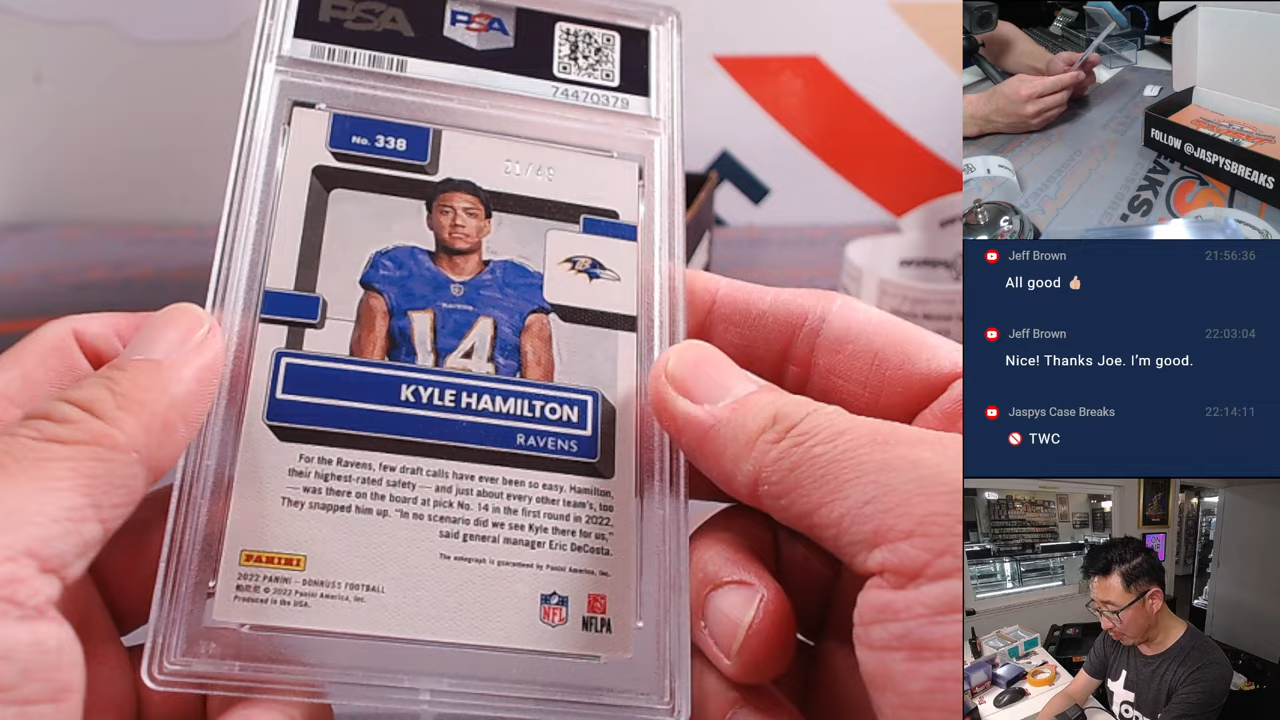 PSA
PSA
74470379
No. 338
21/49
RAVENS
14
KYLE HAMILTON
RAVENS
For the Ravens, few draft calls have ever been so easy. Hamilton,
their highest-rated safety — and just about every other team's, too
— was there on the board at pick No. 14 in the first round in 2022.
They snapped him up. "In no scenario did we see Kyle there for us,"
said general manager Eric DeCosta.
The autograph is guaranteed by Panini America, Inc.
PANINI
2022 PANINI – DONRUSS FOOTBALL
© 2022 Panini America, Inc.
Produced in the USA.
NFL
NFLPA
FOLLOW @JASPYSBREAKS
Jeff Brown 21:56:36
All good 👍🏼
Jeff Brown 22:03:04
Nice! Thanks Joe. I'm good.
Jaspys Case Breaks 22:14:11
🚫 TWC